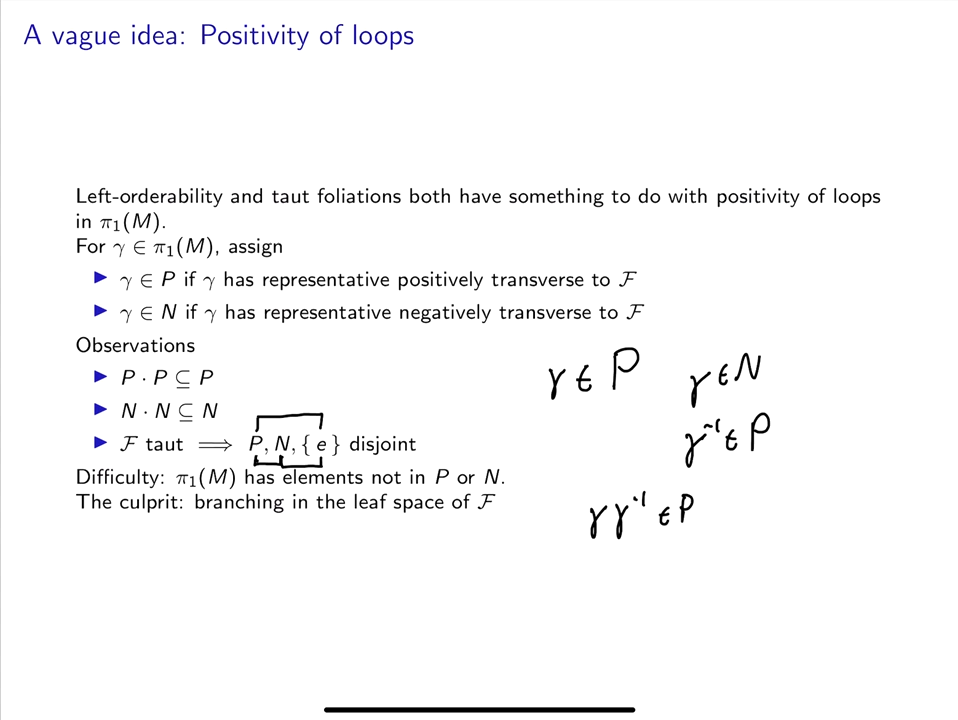 A vague idea: Positivity of loops
Left-orderability and taut foliations both have something to do with positivity of loops
in π₁(M).
For γ ∈ π₁(M), assign
▶ γ ∈ P if γ has representative positively transverse to ℱ
▶ γ ∈ N if γ has representative negatively transverse to ℱ
Observations
▶ P · P ⊆ P
▶ N · N ⊆ N
▶ ℱ taut ⟹ P, N, { e } disjoint
Difficulty: π₁(M) has elements not in P or N.
The culprit: branching in the leaf space of ℱ
γ ∈ P γ ∈ N
γ⁻¹ ∈ P
γ γ⁻¹ ∈ P